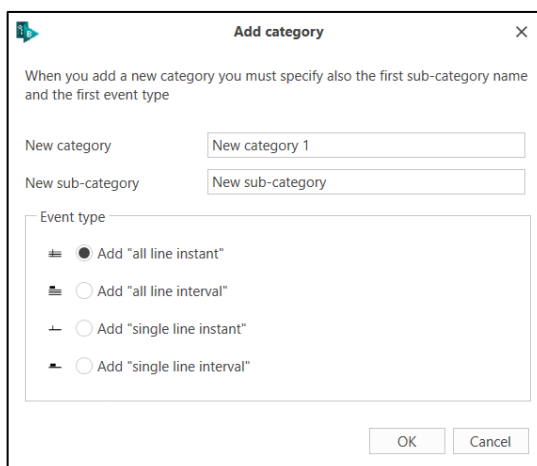 Add category
When you add a new category you must specify also the first sub-category name
and the first event type
New category New category 1
New sub-category New sub-category
Event type
Add "all line instant"
Add "all line interval"
Add "single line instant"
Add "single line interval"
OK Cancel